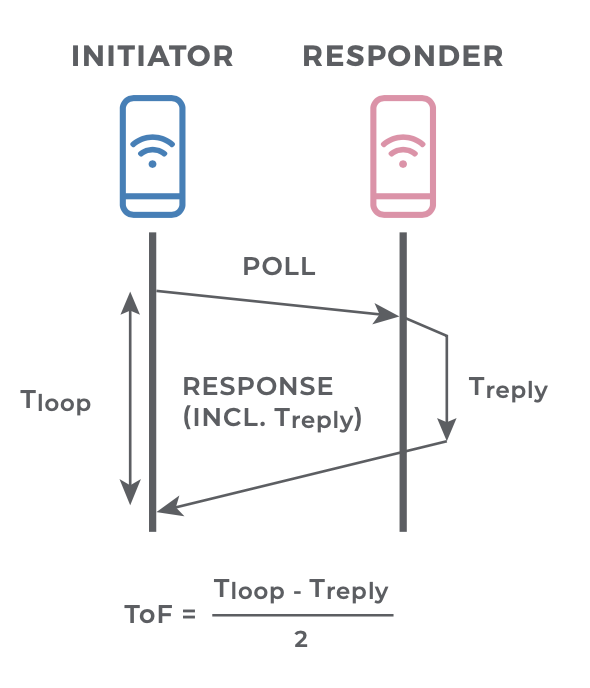 INITIATOR
RESPONDER
POLL
Tloop
RESPONSE
(INCL. Treply)
Treply
ToF = Tloop - Treply
2